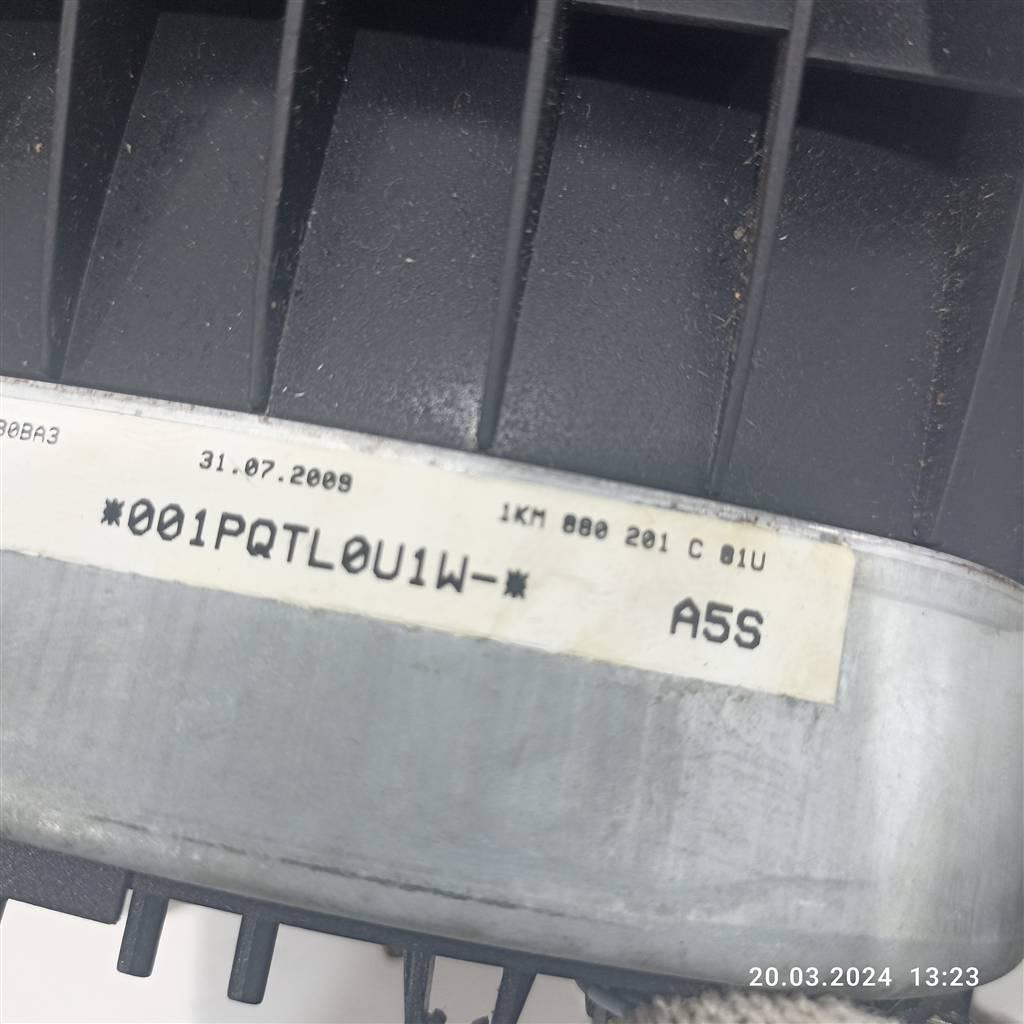 30BA3
31.07.2009
*001PQTL0U1W-*
1KM 880 201 C 81U
A5S
20.03.2024 13:23